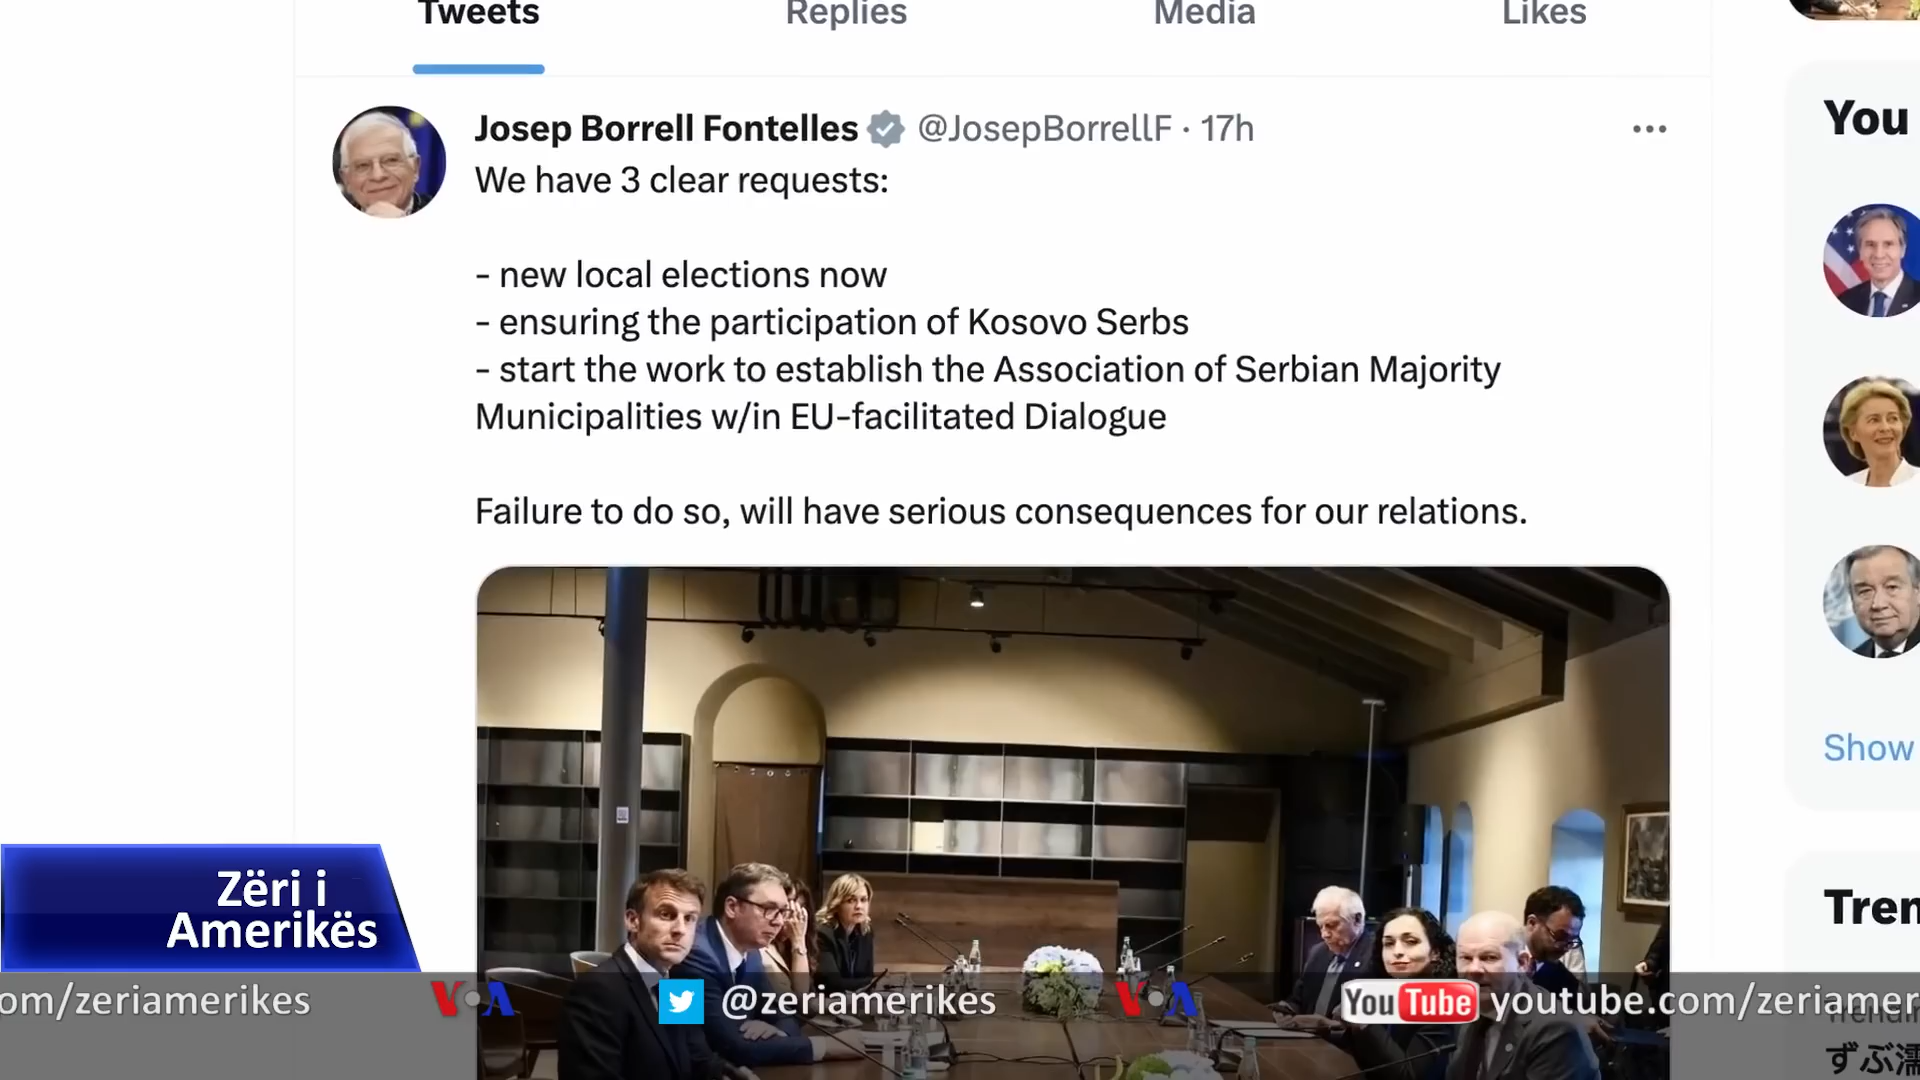 Tweets
Replies
Media
Likes
Josep Borrell Fontelles @JosepBorrellF · 17h
We have 3 clear requests:
- new local elections now
- ensuring the participation of Kosovo Serbs
- start the work to establish the Association of Serbian Majority
Municipalities w/in EU-facilitated Dialogue
Failure to do so, will have serious consequences for our relations.
You
Show
Tren
Zëri i
Amerikës
om/zeriamerikes
VOA
@zeriamerikes
VOA
YouTube
youtube.com/zeriamer